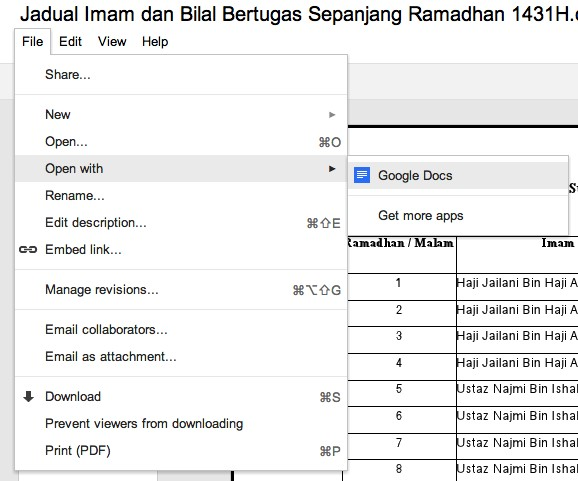 Jadual Imam dan Bilal Bertugas Sepanjang Ramadhan 1431H.
File Edit View Help
Share...
New ►
Open... ⌘O
Open with ►
Google Docs
Get more apps
Rename...
Edit description... ⌘⇧E
Embed link...
Manage revisions... ⌘⌥⇧G
Email collaborators...
Email as attachment...
Download ⌘S
Prevent viewers from downloading
Print (PDF) ⌘P
Ramadhan / Malam Imam
1 Haji Jailani Bin Haji A
2 Haji Jailani Bin Haji A
3 Haji Jailani Bin Haji A
4 Haji Jailani Bin Haji A
5 Ustaz Najmi Bin Isha
6 Ustaz Najmi Bin Isha
7 Ustaz Najmi Bin Isha
8 Ustaz Najmi Bin Isha